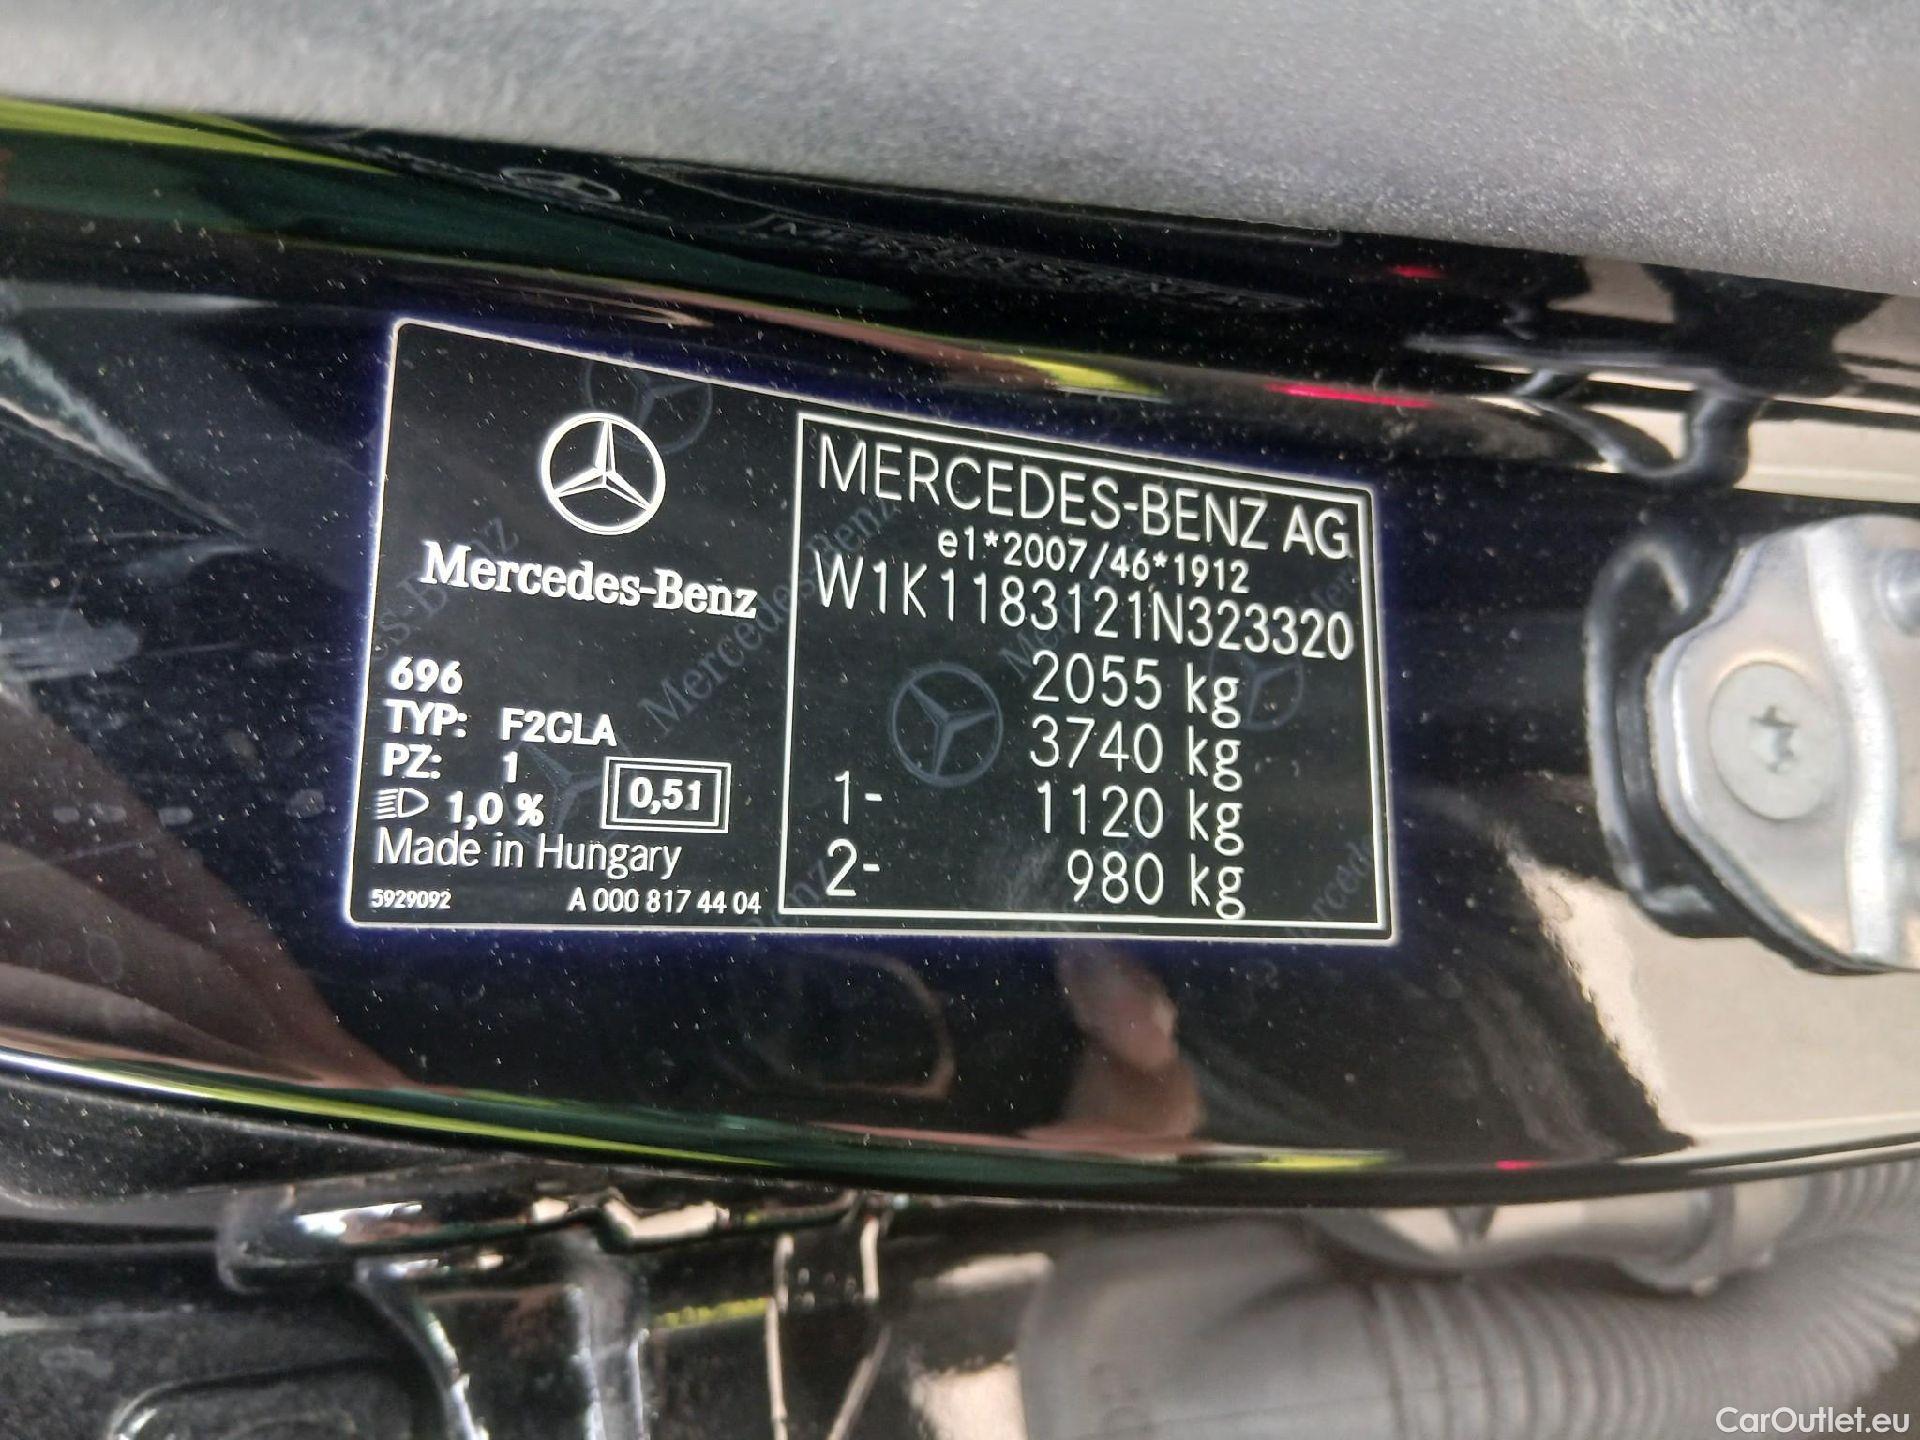 Mercedes-Benz
696
TYP: F2CLA
PZ: 1
1,0 % 0,51
Made in Hungary
5929092 A 000 817 44 04
MERCEDES-BENZ AG
e1*2007/46*1912
W1K1183121N323320
2055 kg
3740 kg
1- 1120 kg
2- 980 kg
CarOutlet.eu